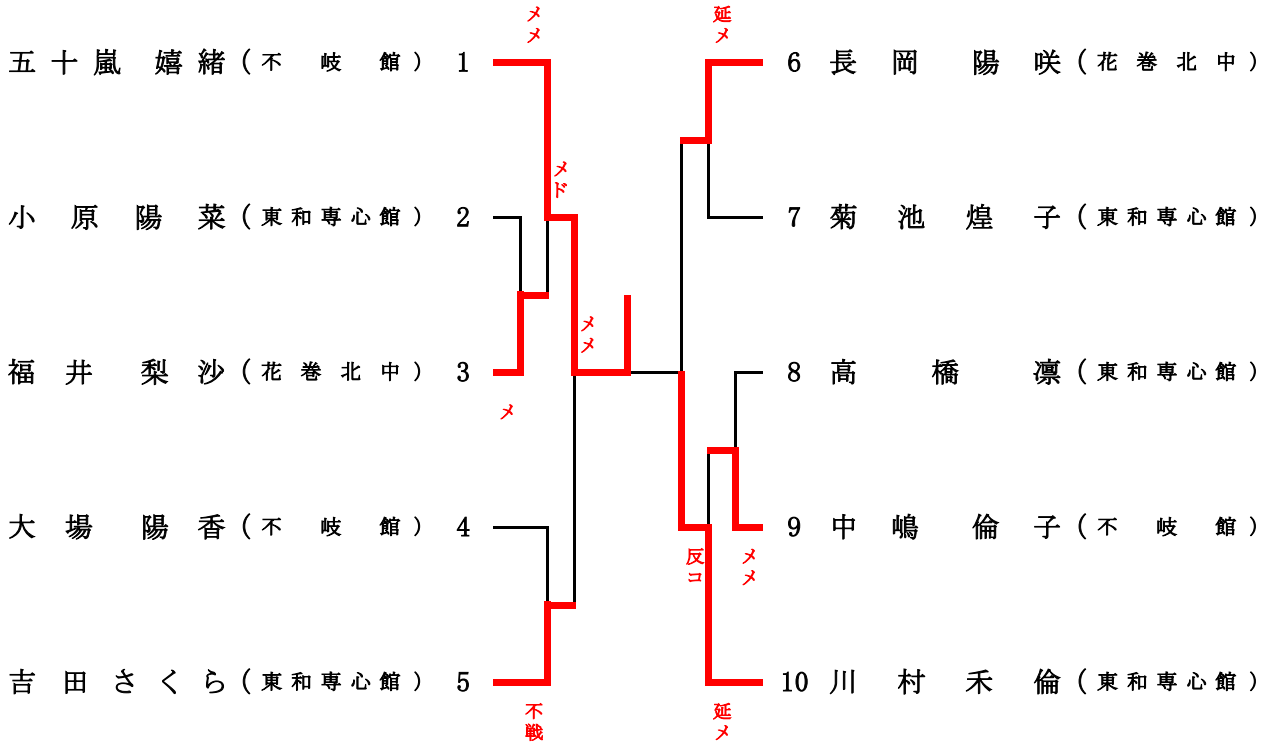 メメ
五十嵐 嬉緒 (不岐館) 1
メド
小原陽菜 (東和専心館) 2
メメ
福井梨沙 (花巻北中) 3
メ
大場陽香 (不岐館) 4
吉田さくら (東和専心館) 5
不戦
延メ
6 長岡陽咲 (花巻北中)
7 菊池煌子 (東和専心館)
8 高橋凛 (東和専心館)
9 中嶋倫子 (不岐館)
反コ
メメ
10 川村禾倫 (東和専心館)
延メ